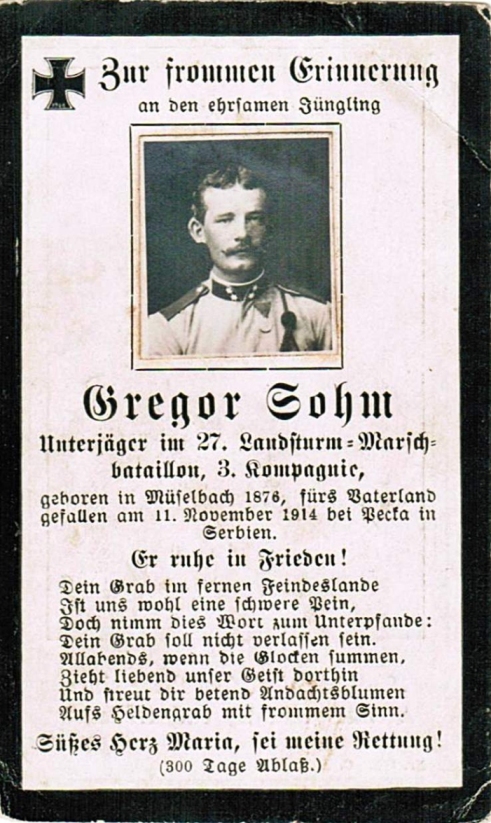 Zur frommen Erinnerung
an den ehrsamen Jüngling
Gregor Sohm
Unterjäger im 27. Landsturm-Marsch-
bataillon, 3. Kompagnie,
geboren in Müselbach 1876, fürs Vaterland
gefallen am 11. November 1914 bei Pecka in
Serbien.
Er ruhe in Frieden!
Dein Grab im fernen Feindeslande
Ist uns wohl eine schwere Pein,
Doch nimm dies Wort zum Unterpfande:
Dein Grab soll nicht verlassen sein.
Allabends, wenn die Glocken summen,
Zieht liebend unser Geist dorthin
Und streut dir betend Andachtsblumen
Aufs Heldengrab mit frommem Sinn.
Süßes Herz Maria, sei meine Rettung!
(300 Tage Ablaß.)